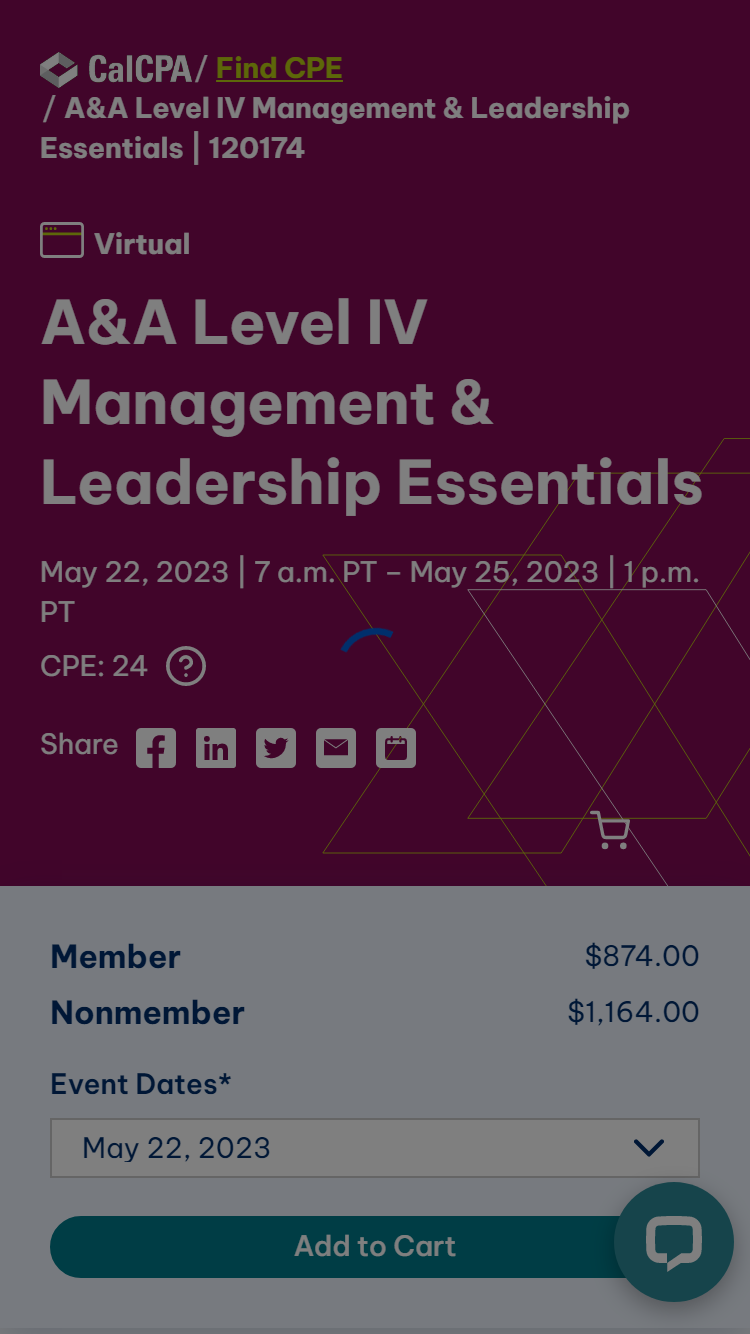 CalCPA / Find CPE
/ A&A Level IV Management & Leadership
Essentials | 120174
Virtual
A&A Level IV
Management &
Leadership Essentials
May 22, 2023 | 7 a.m. PT – May 25, 2023 | 1 p.m.
PT
CPE: 24 ?
Share
Member $874.00
Nonmember $1,164.00
Event Dates*
May 22, 2023
Add to Cart